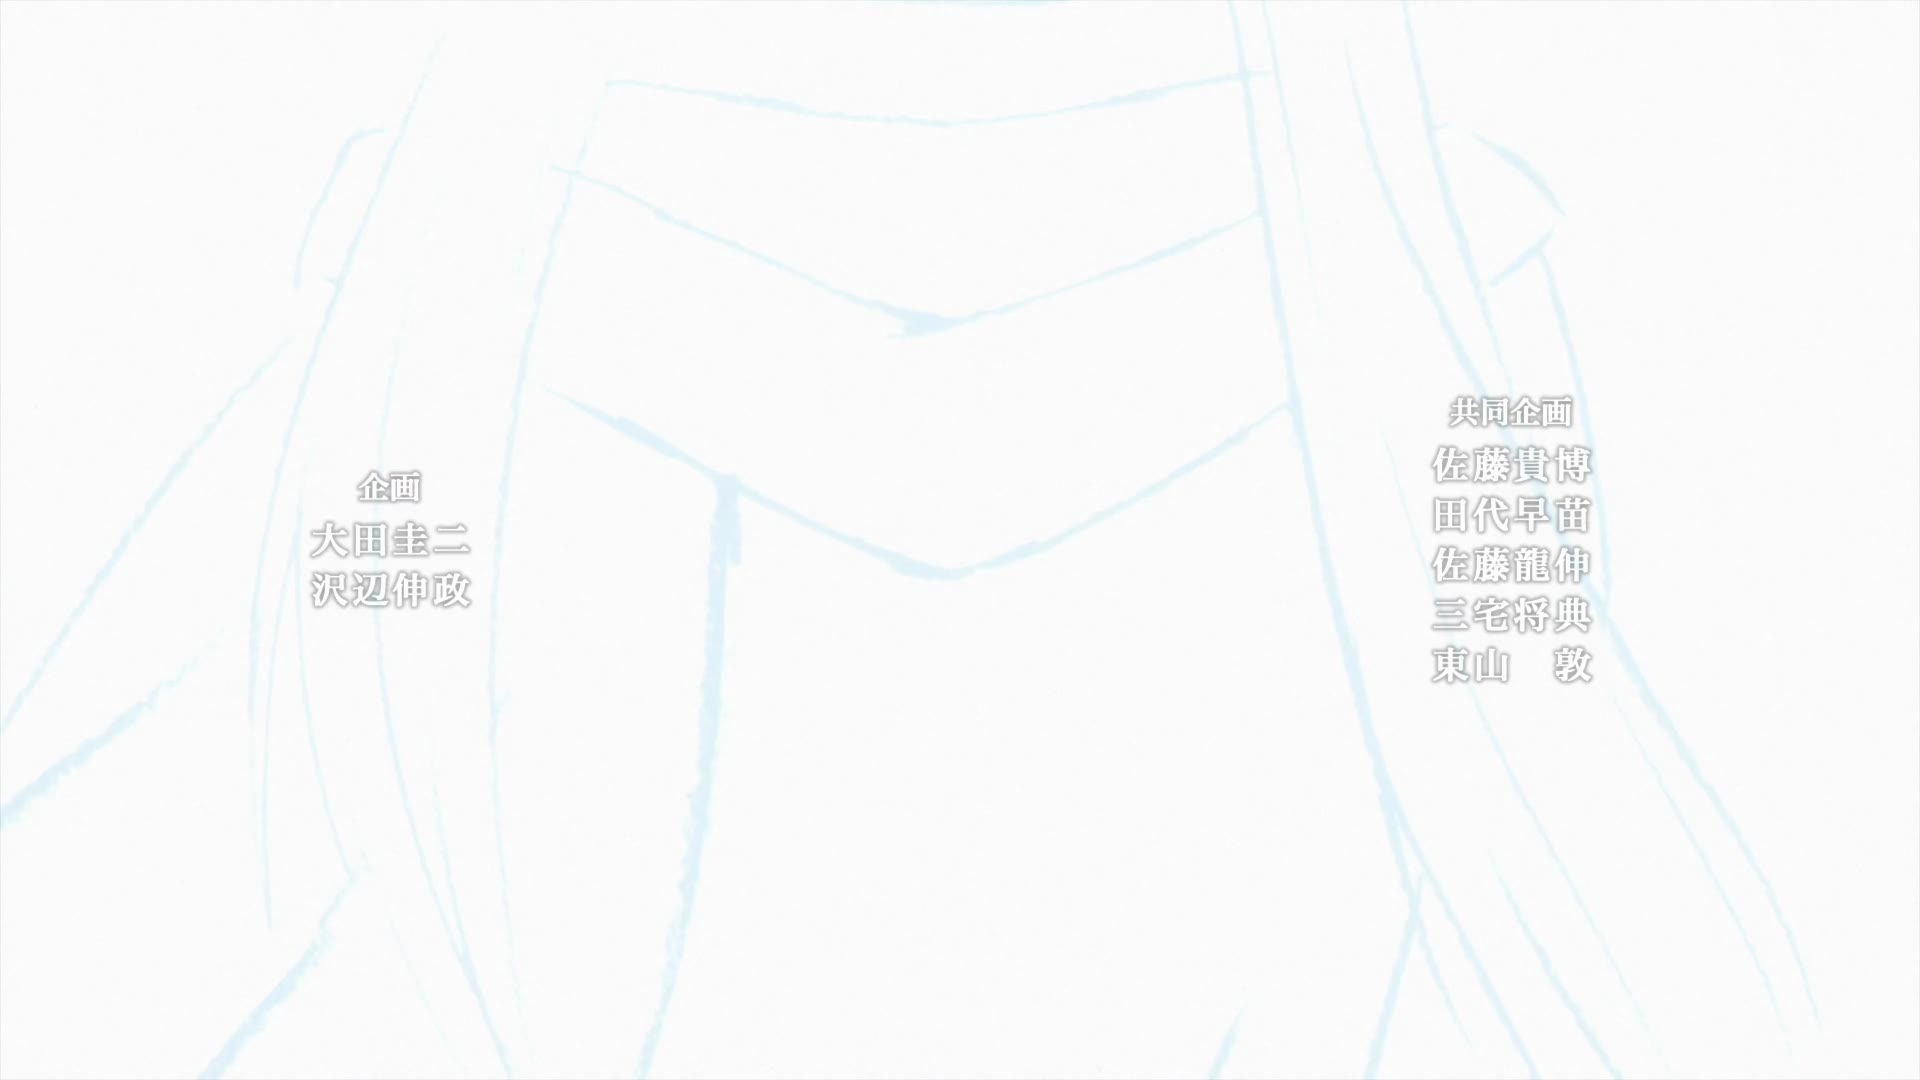 企画
大田圭二
沢辺伸政
共同企画
佐藤貴博
田代早苗
佐藤龍伸
三宅将典
東山　敦